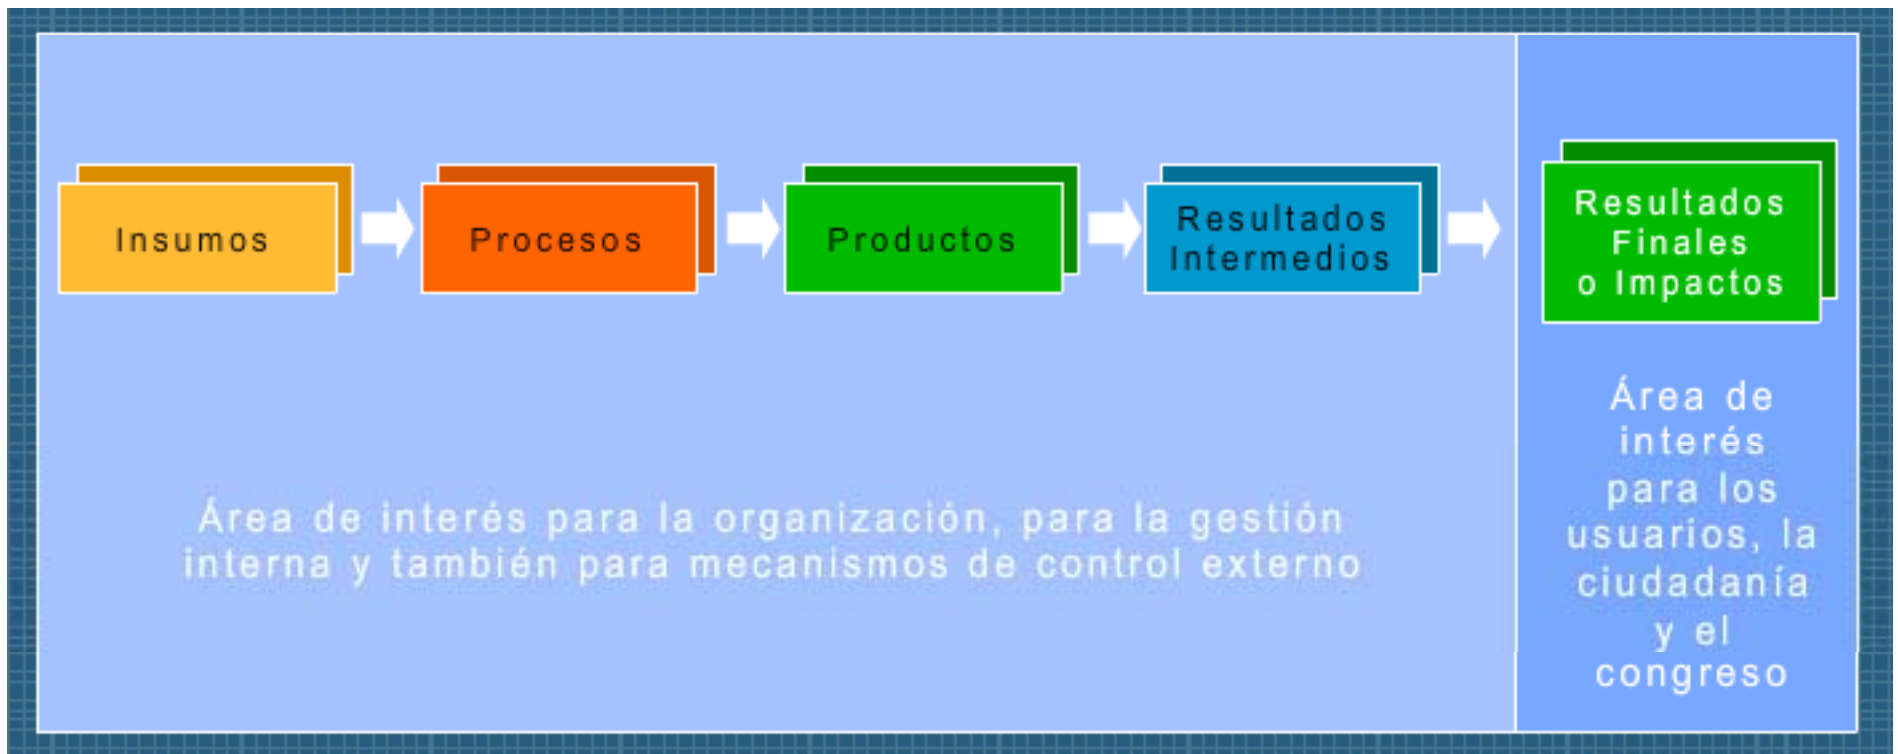 Insumos
Procesos
Productos
Resultados
Intermedios
Resultados
Finales
o Impactos
Área de interés para la organización, para la gestión
interna y también para mecanismos de control externo
Área de
interés
para los
usuarios, la
ciudadanía
y el
congreso